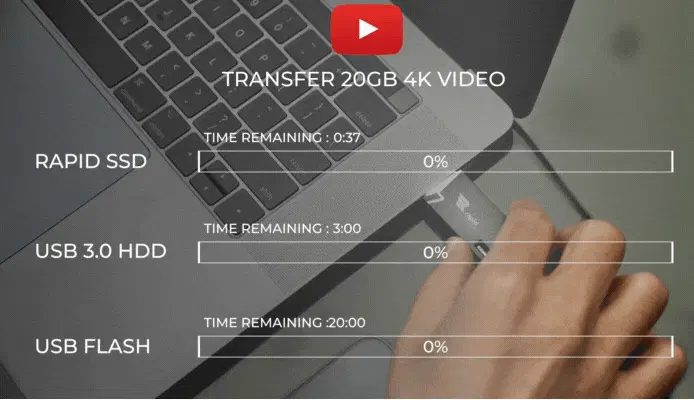 TRANSFER 20GB 4K VIDEO
TIME REMAINING : 0:37
RAPID SSD
0%
TIME REMAINING : 3:00
USB 3.0 HDD
0%
TIME REMAINING :20:00
USB FLASH
0%